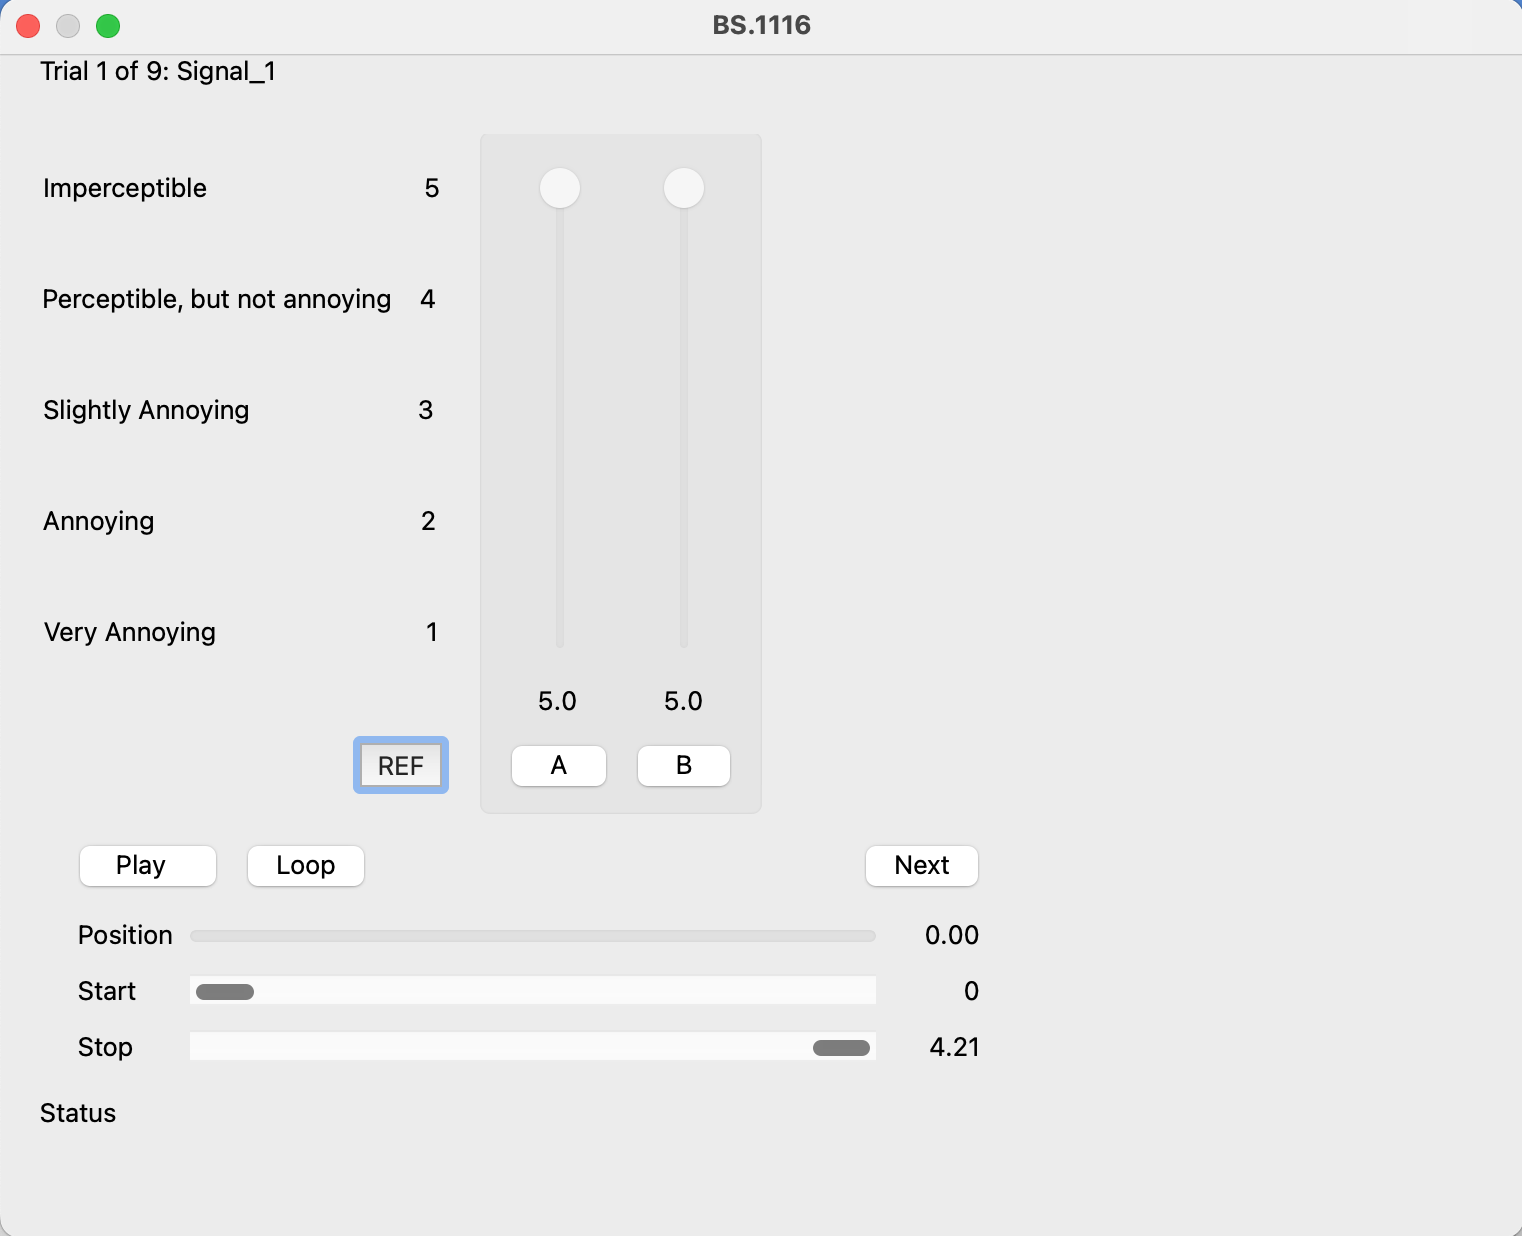 BS.1116
Trial 1 of 9: Signal_1
Imperceptible 5
Perceptible, but not annoying 4
Slightly Annoying 3
Annoying 2
Very Annoying 1
5.0 5.0
REF A B
Play Loop Next
Position 0.00
Start 0
Stop 4.21
Status